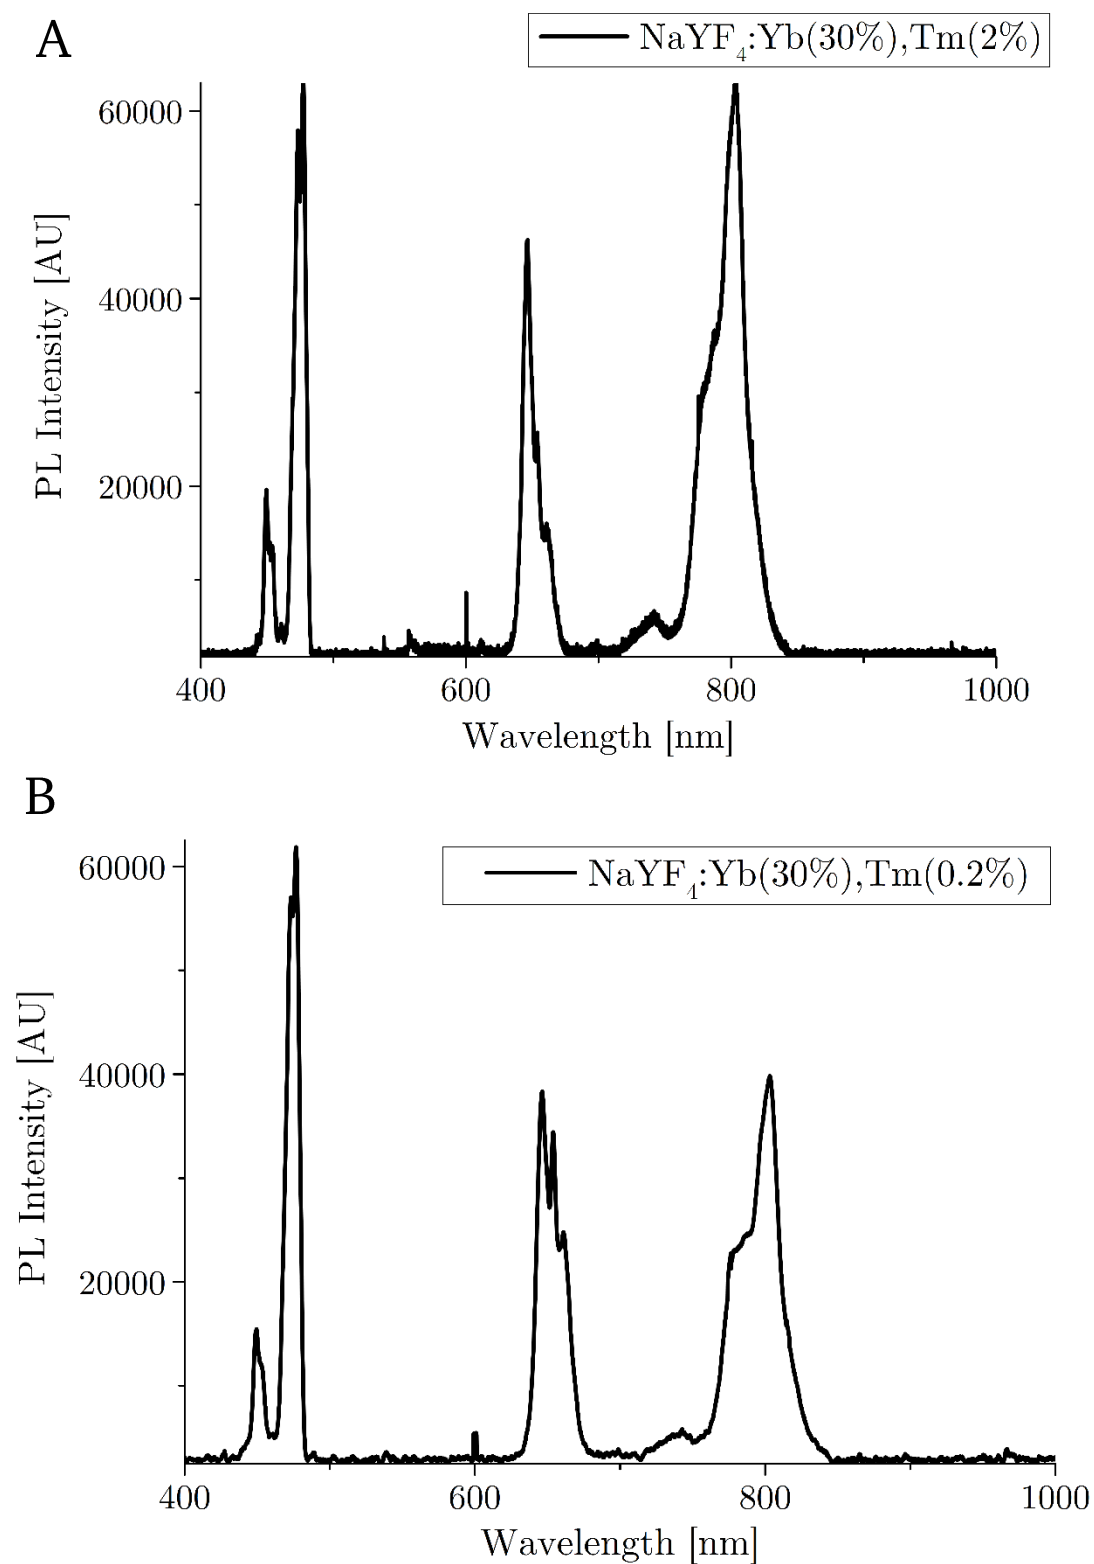 A
NaYF₄:Yb(30%),Tm(2%)
60000
40000
20000
PL Intensity [AU]
400 600 800 1000
Wavelength [nm]
B
NaYF₄:Yb(30%),Tm(0.2%)
60000
40000
20000
PL Intensity [AU]
400 600 800 1000
Wavelength [nm]